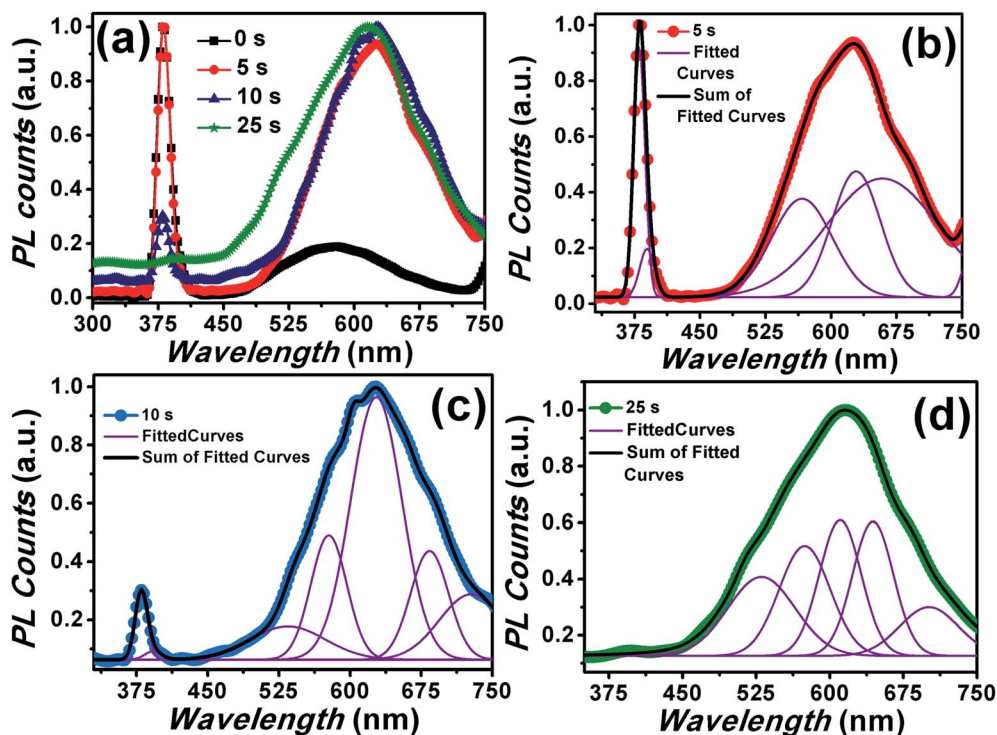 (a)
0 s
5 s
10 s
25 s
PL counts (a.u.)
1.0
0.8
0.6
0.4
0.2
0.0
300 375 450 525 600 675 750
Wavelength (nm)
(b)
5 s
Fitted
Curves
Sum of
Fitted Curves
PL Counts (a.u.)
1.0
0.8
0.6
0.4
0.2
0.0
375 450 525 600 675 750
Wavelength (nm)
(c)
10 s
FittedCurves
Sum of Fitted Curves
PL Counts (a.u.)
1.0
0.8
0.6
0.4
0.2
375 450 525 600 675 750
Wavelength (nm)
(d)
25 s
FittedCurves
Sum of Fitted
Curves
PL Counts (a.u.)
1.0
0.8
0.6
0.4
0.2
375 450 525 600 675 750
Wavelength (nm)